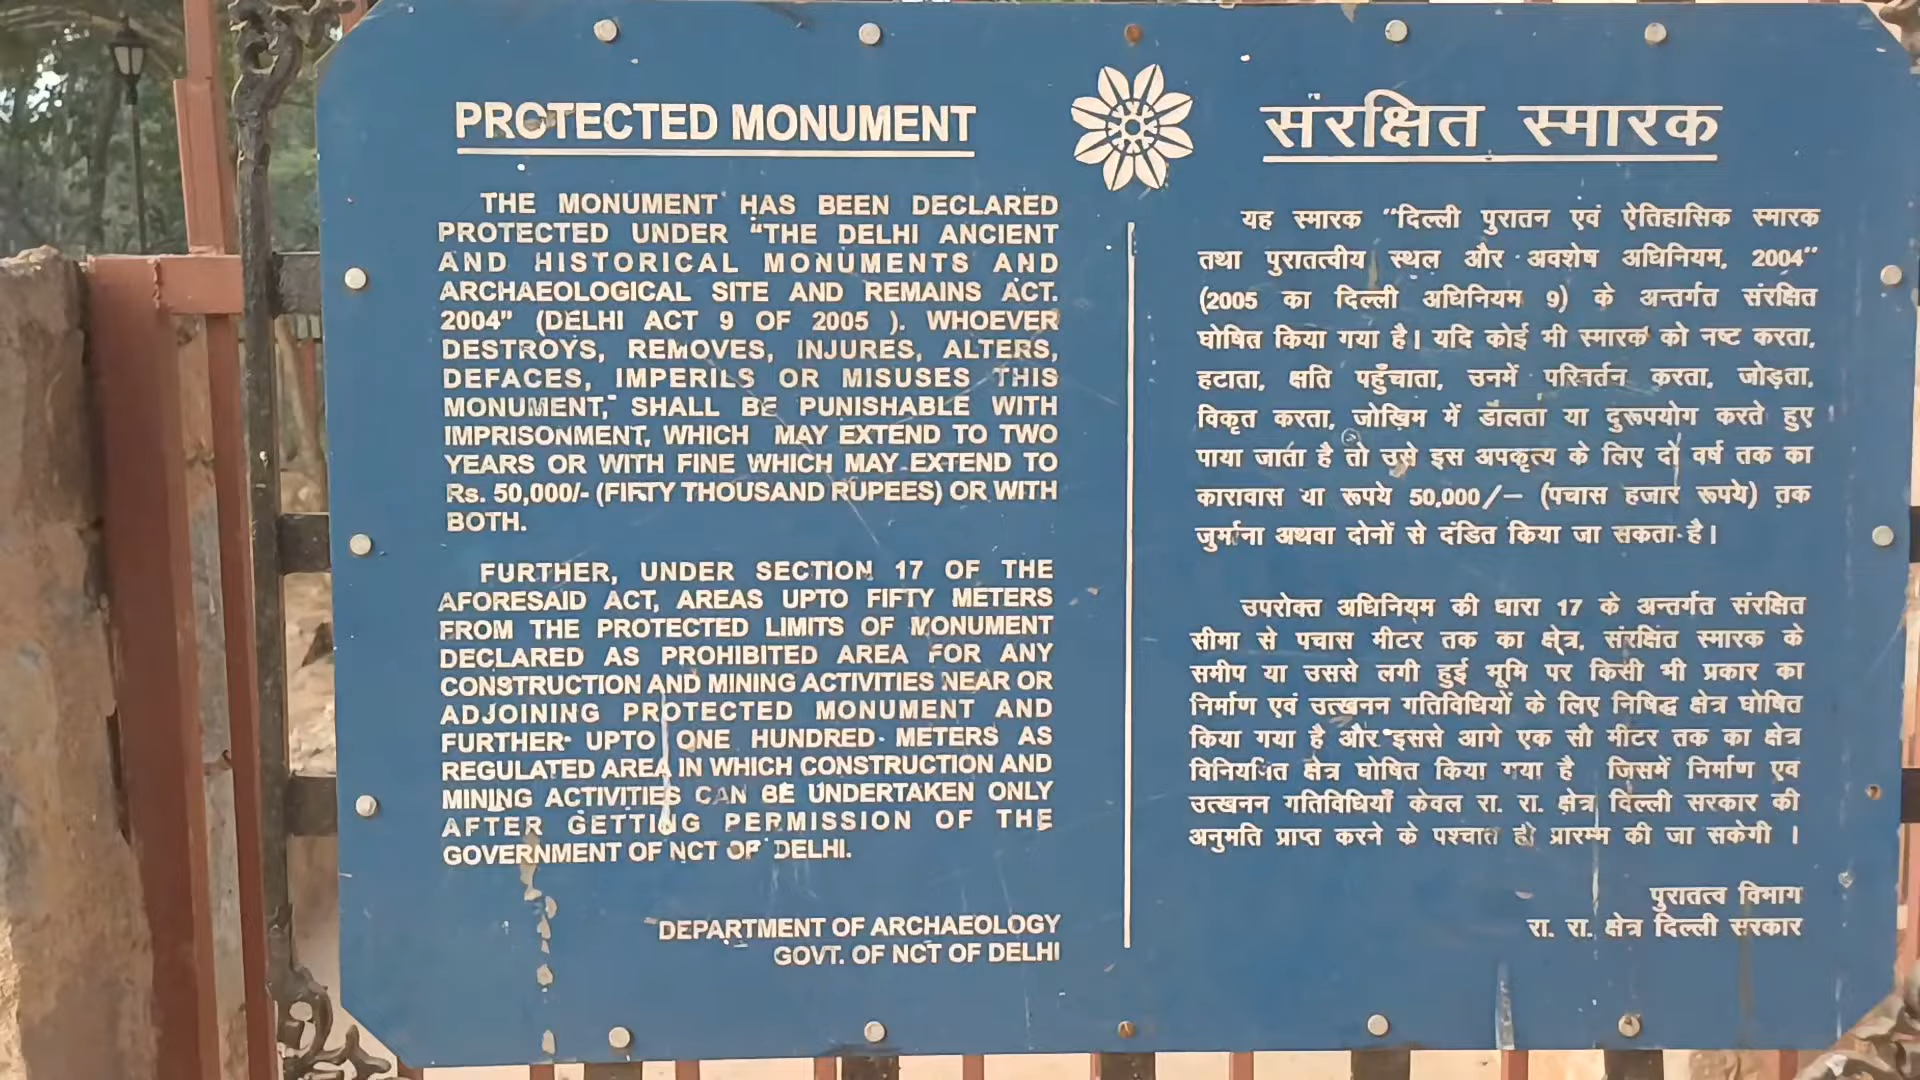 PROTECTED MONUMENT
THE MONUMENT HAS BEEN DECLARED
PROTECTED UNDER "THE DELHI ANCIENT
AND HISTORICAL MONUMENTS AND
ARCHAEOLOGICAL SITE AND REMAINS ACT.
2004" (DELHI ACT 9 OF 2005 ). WHOEVER
DESTROYS, REMOVES, INJURES, ALTERS,
DEFACES, IMPERILS OR MISUSES THIS
MONUMENT, SHALL BE PUNISHABLE WITH
IMPRISONMENT, WHICH MAY EXTEND TO TWO
YEARS OR WITH FINE WHICH MAY EXTEND TO
Rs. 50,000/- (FIFTY THOUSAND RUPEES) OR WITH
BOTH.
FURTHER, UNDER SECTION 17 OF THE
AFORESAID ACT, AREAS UPTO FIFTY METERS
FROM THE PROTECTED LIMITS OF MONUMENT
DECLARED AS PROHIBITED AREA FOR ANY
CONSTRUCTION AND MINING ACTIVITIES NEAR OR
ADJOINING PROTECTED MONUMENT AND
FURTHER UPTO ONE HUNDRED METERS AS
REGULATED AREA IN WHICH CONSTRUCTION AND
MINING ACTIVITIES CAN BE UNDERTAKEN ONLY
AFTER GETTING PERMISSION OF THE
GOVERNMENT OF NCT OF DELHI.
DEPARTMENT OF ARCHAEOLOGY
GOVT. OF NCT OF DELHI
संरक्षित स्मारक
यह स्मारक "दिल्ली पुरातन एवं ऐतिहासिक स्मारक
तथा पुरातत्वीय स्थल और अवशेष अधिनियम, 2004"
(2005 का दिल्ली अधिनियम 9) के अन्तर्गत संरक्षित
घोषित किया गया है। यदि कोई भी स्मारक को नष्ट करता,
हटाता, क्षति पहुँचाता, उनमें परिवर्तन करता, जोड़ता,
विकृत करता, जोखिम में डालता या दुरूपयोग करते हुए
पाया जाता है तो उसे इस अपकृत्य के लिए दो वर्ष तक का
कारावास या रूपये 50,000/– (पचास हजार रूपये) तक
जुर्माना अथवा दोनों से दंडित किया जा सकता है।
उपरोक्त अधिनियम की धारा 17 के अन्तर्गत संरक्षित
सीमा से पचास मीटर तक का क्षेत्र, संरक्षित स्मारक के
समीप या उससे लगी हुई भूमि पर किसी भी प्रकार का
निर्माण एवं उत्खनन गतिविधियों के लिए निषिद्ध क्षेत्र घोषित
किया गया है और इससे आगे एक सौ मीटर तक का क्षेत्र
विनियमित क्षेत्र घोषित किया गया है जिसमें निर्माण एवं
उत्खनन गतिविधियाँ केवल रा. रा. क्षेत्र दिल्ली सरकार की
अनुमति प्राप्त करने के पश्चात ही प्रारम्भ की जा सकेगी ।
पुरातत्व विभाग
रा. रा. क्षेत्र दिल्ली सरकार